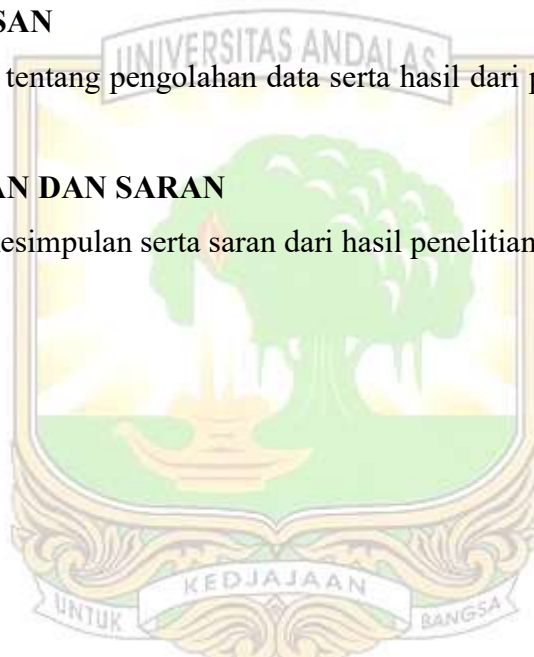 SAN
UNIVERSITAS ANDALAS
tentang pengolahan data serta hasil dari p
AN DAN SARAN
esimpulan serta saran dari hasil penelitian
KEDJAJAAN
UNTUK BANGSA